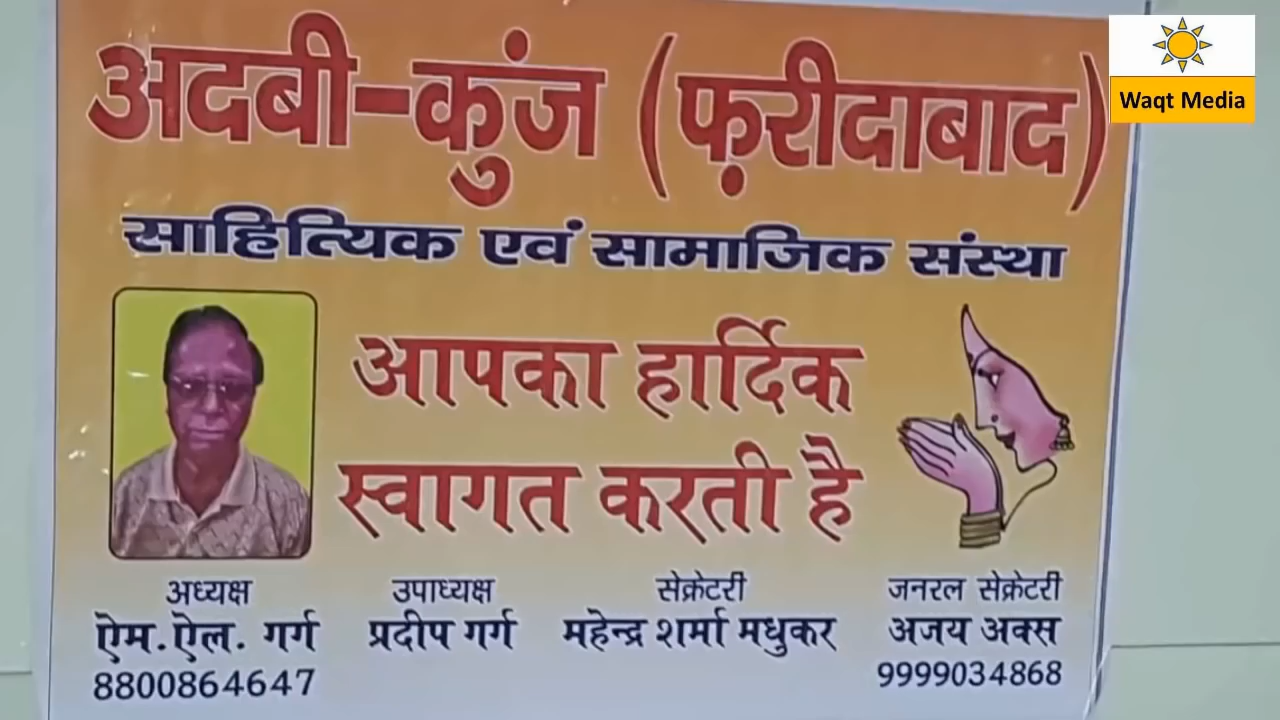 अदबी-कुंज (फ़रीदाबाद)
Waqt Media
साहित्यिक एवं सामाजिक संस्था
आपका हार्दिक
स्वागत करती है
अध्यक्ष उपाध्यक्ष सेक्रेटरी जनरल सेक्रेटरी
ऐम.ऐल. गर्ग प्रदीप गर्ग महेन्द्र शर्मा मधुकर अजय अक्स
8800864647 9999034868